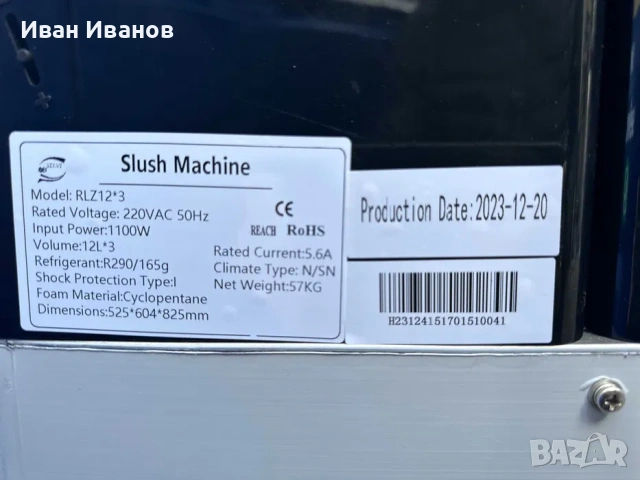 Иван Иванов
Slush Machine
Model: RLZ12*3
Rated Voltage: 220VAC 50Hz
Input Power:1100W
Volume:12L*3
Refrigerant:R290/165g
Shock Protection Type:I
Foam Material:Cyclopentane
Dimensions:525*604*825mm
CE
REACH RoHS
Rated Current:5.6A
Climate Type: N/SN
Net Weight:57KG
Production Date:2023-12-20
H23124151701510041
BAZAR